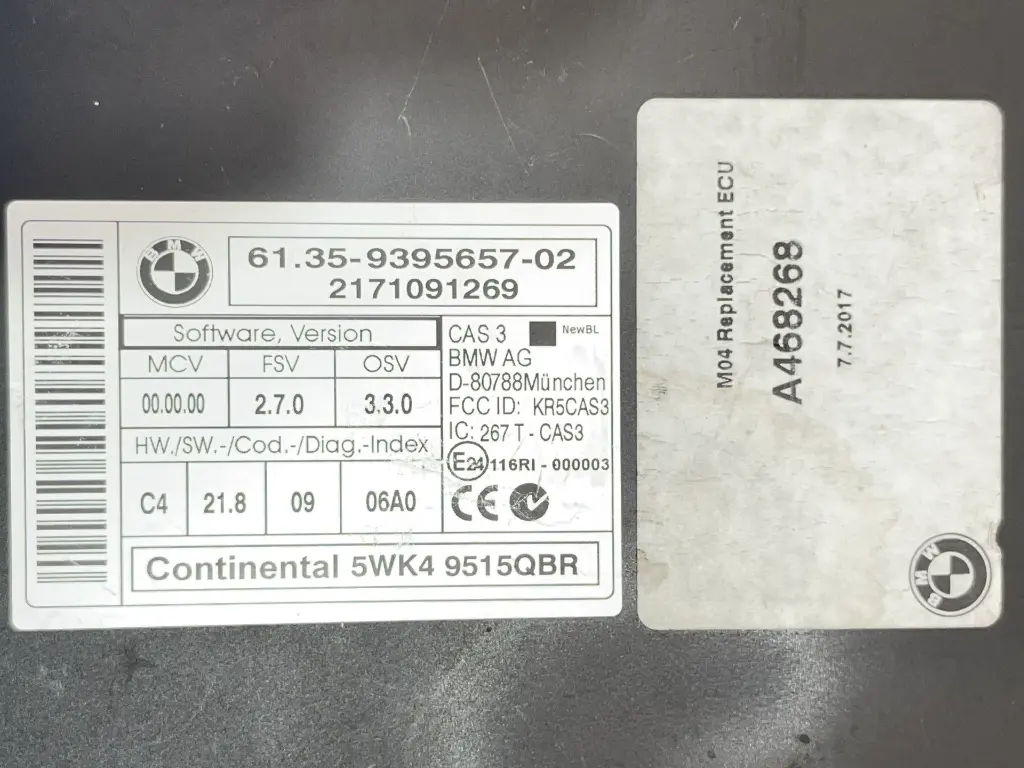 BMW
61.35-9395657-02
2171091269
Software, Version
MCV FSV OSV
00.00.00 2.7.0 3.3.0
HW./SW.-/Cod.-/Diag.-Index
C4 21.8 09 06A0
CAS 3 NewBL
BMW AG
D-80788München
FCC ID: KR5CAS3
IC: 267 T - CAS3
E24 116RI - 000003
CE
Continental 5WK4 9515QBR
M04 Replacement ECU
A468268
7.7.2017
BMW